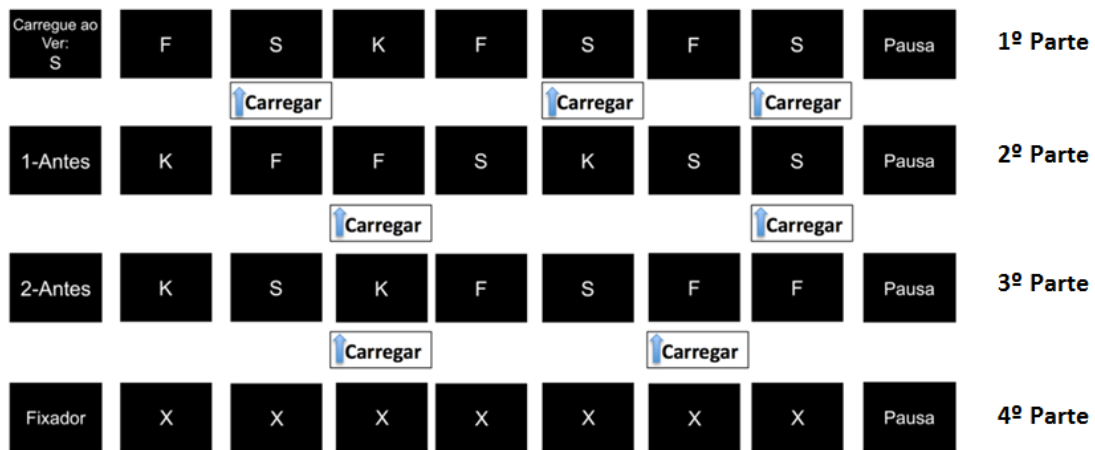 Carregue ao
Ver:
S
F S K F S F S Pausa 1º Parte
Carregar Carregar Carregar
1-Antes K F F S K S S Pausa 2º Parte
Carregar Carregar
2-Antes K S K F S F F Pausa 3º Parte
Carregar Carregar
Fixador X X X X X X X Pausa 4º Parte